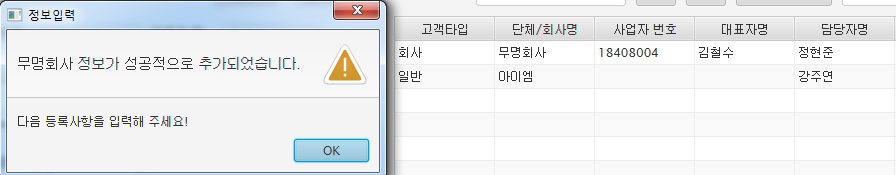 정보입력
무명회사 정보가 성공적으로 추가되었습니다.
다음 등록사항을 입력해 주세요!
OK
고객타입 단체/회사명 사업자 번호 대표자명 담당자명
회사 무명회사 18408004 김철수 정현준
일반 아이엠 강주연